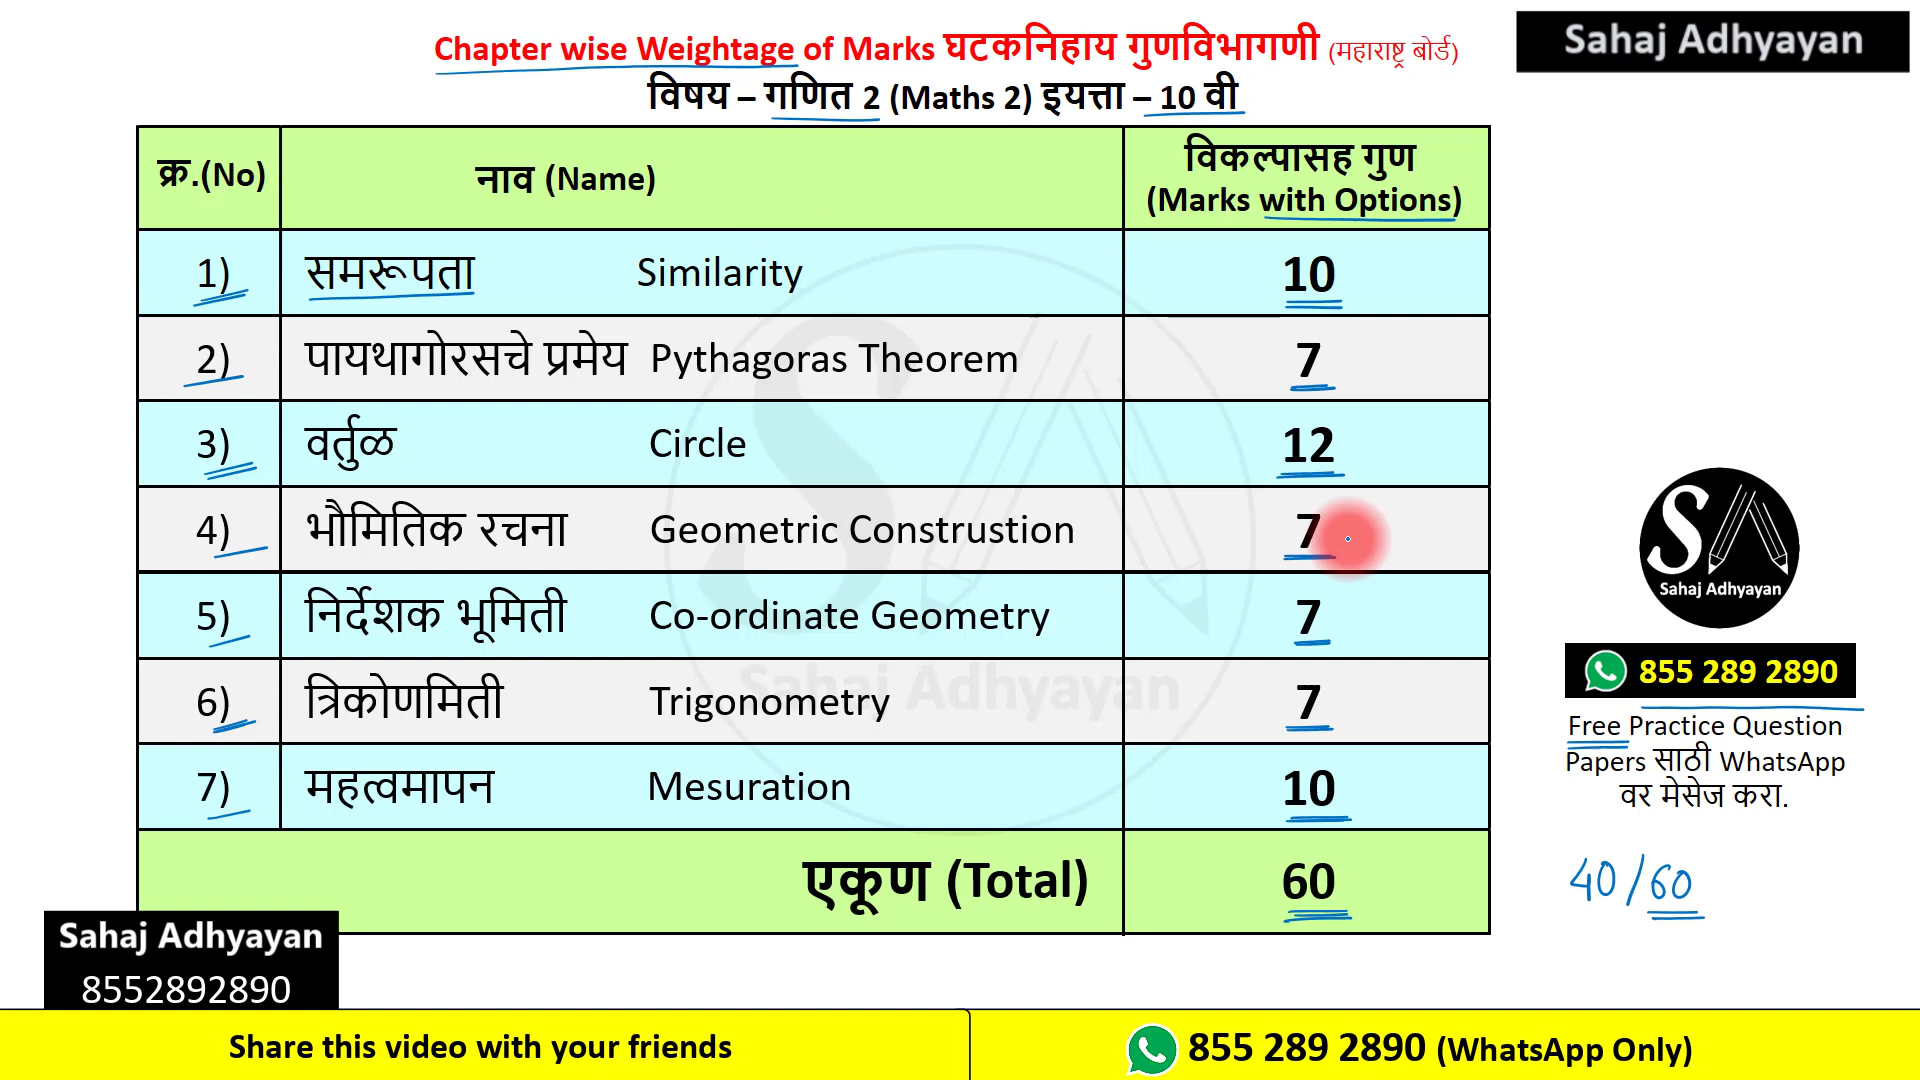 Chapter wise Weightage of Marks घटकनिहाय गुणविभागणी (महाराष्ट्र बोर्ड)
Sahaj Adhyayan
विषय – गणित 2 (Maths 2) इयत्ता – 10 वी
क्र.(No) नाव (Name) विकल्पासह गुण
(Marks with Options)
1) समरूपता Similarity 10
2) पायथागोरसचे प्रमेय Pythagoras Theorem 7
3) वर्तुळ Circle 12
4) भौमितिक रचना Geometric Construstion 7
5) निर्देशक भूमिती Co-ordinate Geometry 7
6) त्रिकोणमिती Trigonometry 7
7) महत्वमापन Mesuration 10
एकूण (Total) 60
Sahaj Adhyayan
S
Sahaj Adhyayan
855 289 2890
Free Practice Question
Papers साठी WhatsApp
वर मेसेज करा.
40/60
Sahaj Adhyayan
8552892890
Share this video with your friends
855 289 2890 (WhatsApp Only)